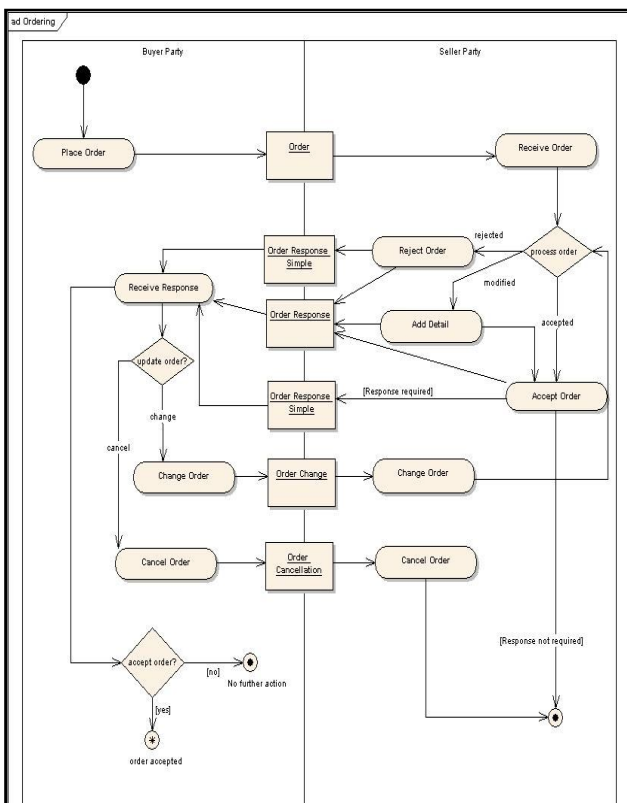 ad Ordering
Buyer Party
Seller Party
Place Order
Order
Receive Order
rejected
Order Response
Simple
Reject Order
process order
Receive Response
modified
Order Response
Add Detail
accepted
update order?
[Response required]
Order Response
Simple
Accept Order
change
cancel
Change Order
Order Change
Change Order
Cancel Order
Order
Cancellation
Cancel Order
[Response not required]
accept order?
[no]
No further action
[yes]
order accepted